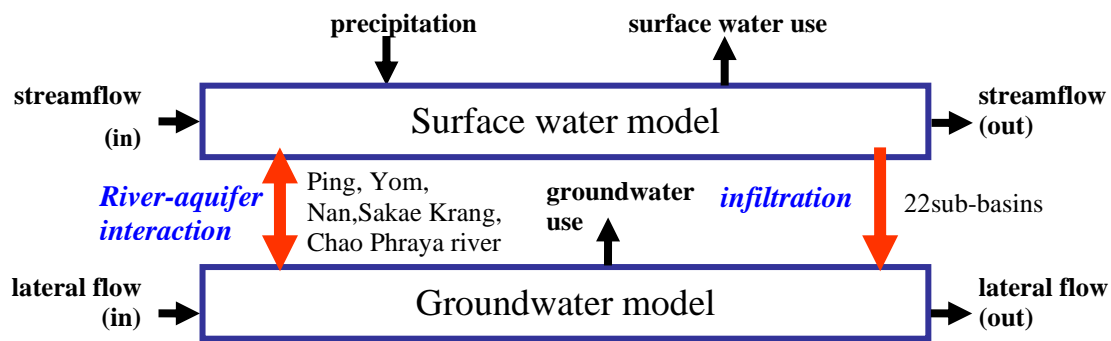 precipitation
surface water use
streamflow
(in)
Surface water model
streamflow
(out)
River-aquifer
interaction
Ping, Yom,
Nan,Sakae Krang,
Chao Phraya river
groundwater
use
infiltration
22sub-basins
lateral flow
(in)
Groundwater model
lateral flow
(out)